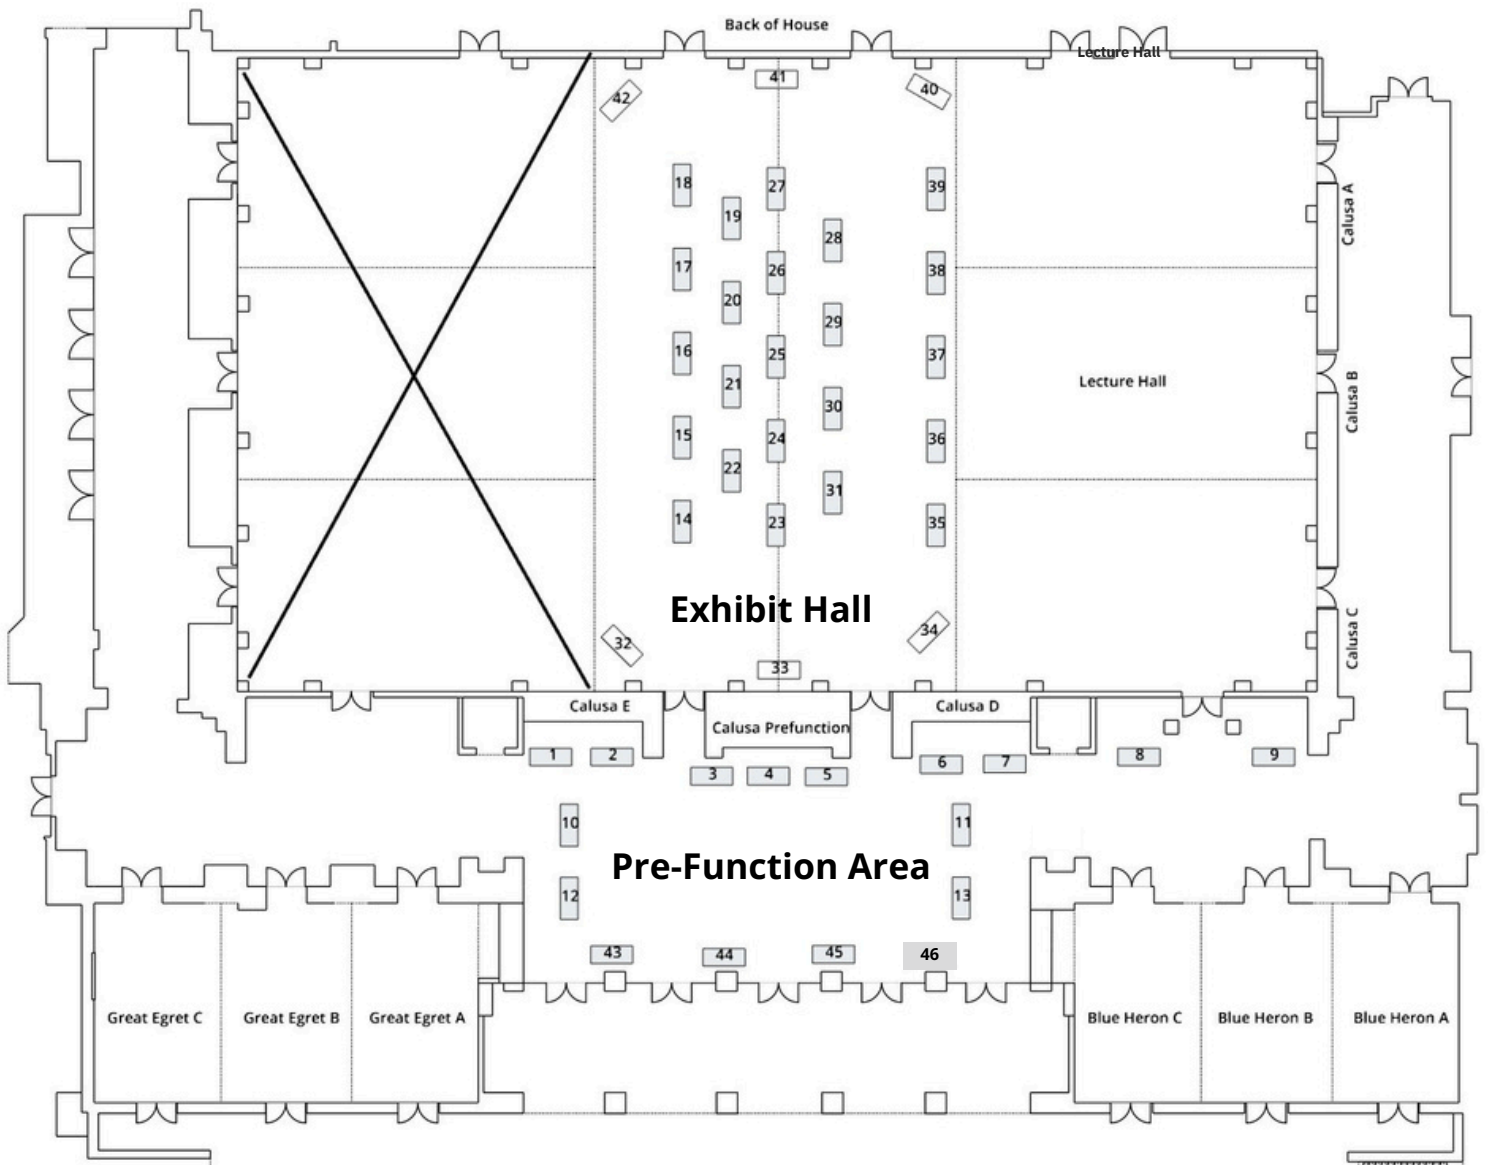 Back of House
Lecture Hall
42
41
40
18
27
39
19
28
17
26
38
20
29
16
25
37
21
30
15
24
36
22
31
14
23
35
Lecture Hall
Calusa A
Calusa B
Calusa C
Exhibit Hall
32
33
34
Calusa E
Calusa Prefunction
Calusa D
1
2
3
4
5
6
7
8
9
10
11
Pre-Function Area
12
13
43
44
45
46
Great Egret C
Great Egret B
Great Egret A
Blue Heron C
Blue Heron B
Blue Heron A